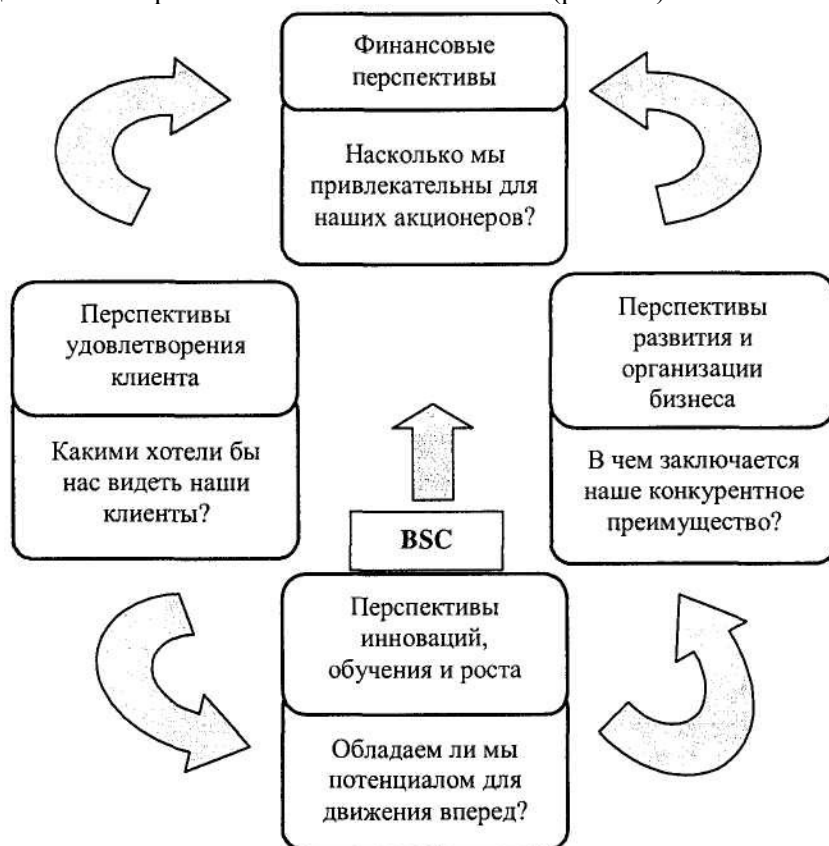 Финансовые
перспективы
Насколько мы
привлекательны для
наших акционеров?
Перспективы
удовлетворения
клиента
Какими хотели бы
нас видеть наши
клиенты?
Перспективы
развития и
организации
бизнеса
В чем заключается
наше конкурентное
преимущество?
BSC
Перспективы
инноваций,
обучения и роста
Обладаем ли мы
потенциалом для
движения вперед?